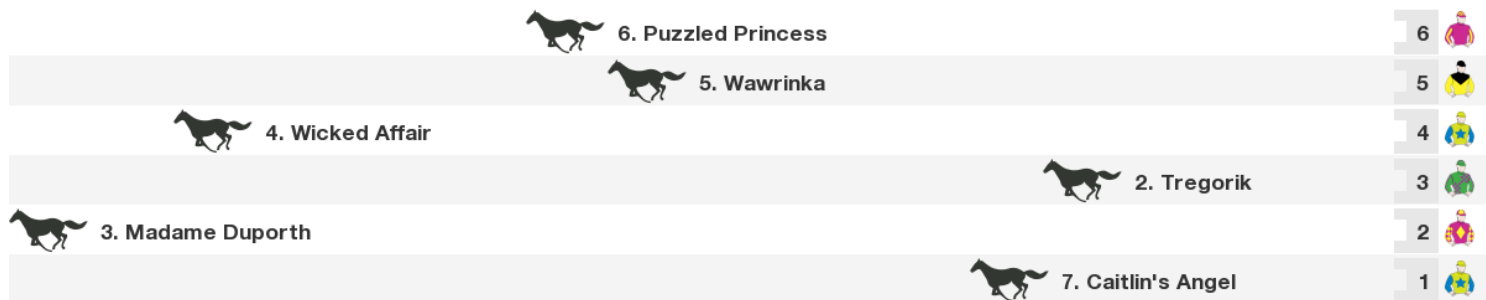 6. Puzzled Princess 6
5. Wawrinka 5
4. Wicked Affair 4
2. Tregorik 3
3. Madame Duporth 2
7. Caitlin's Angel 1